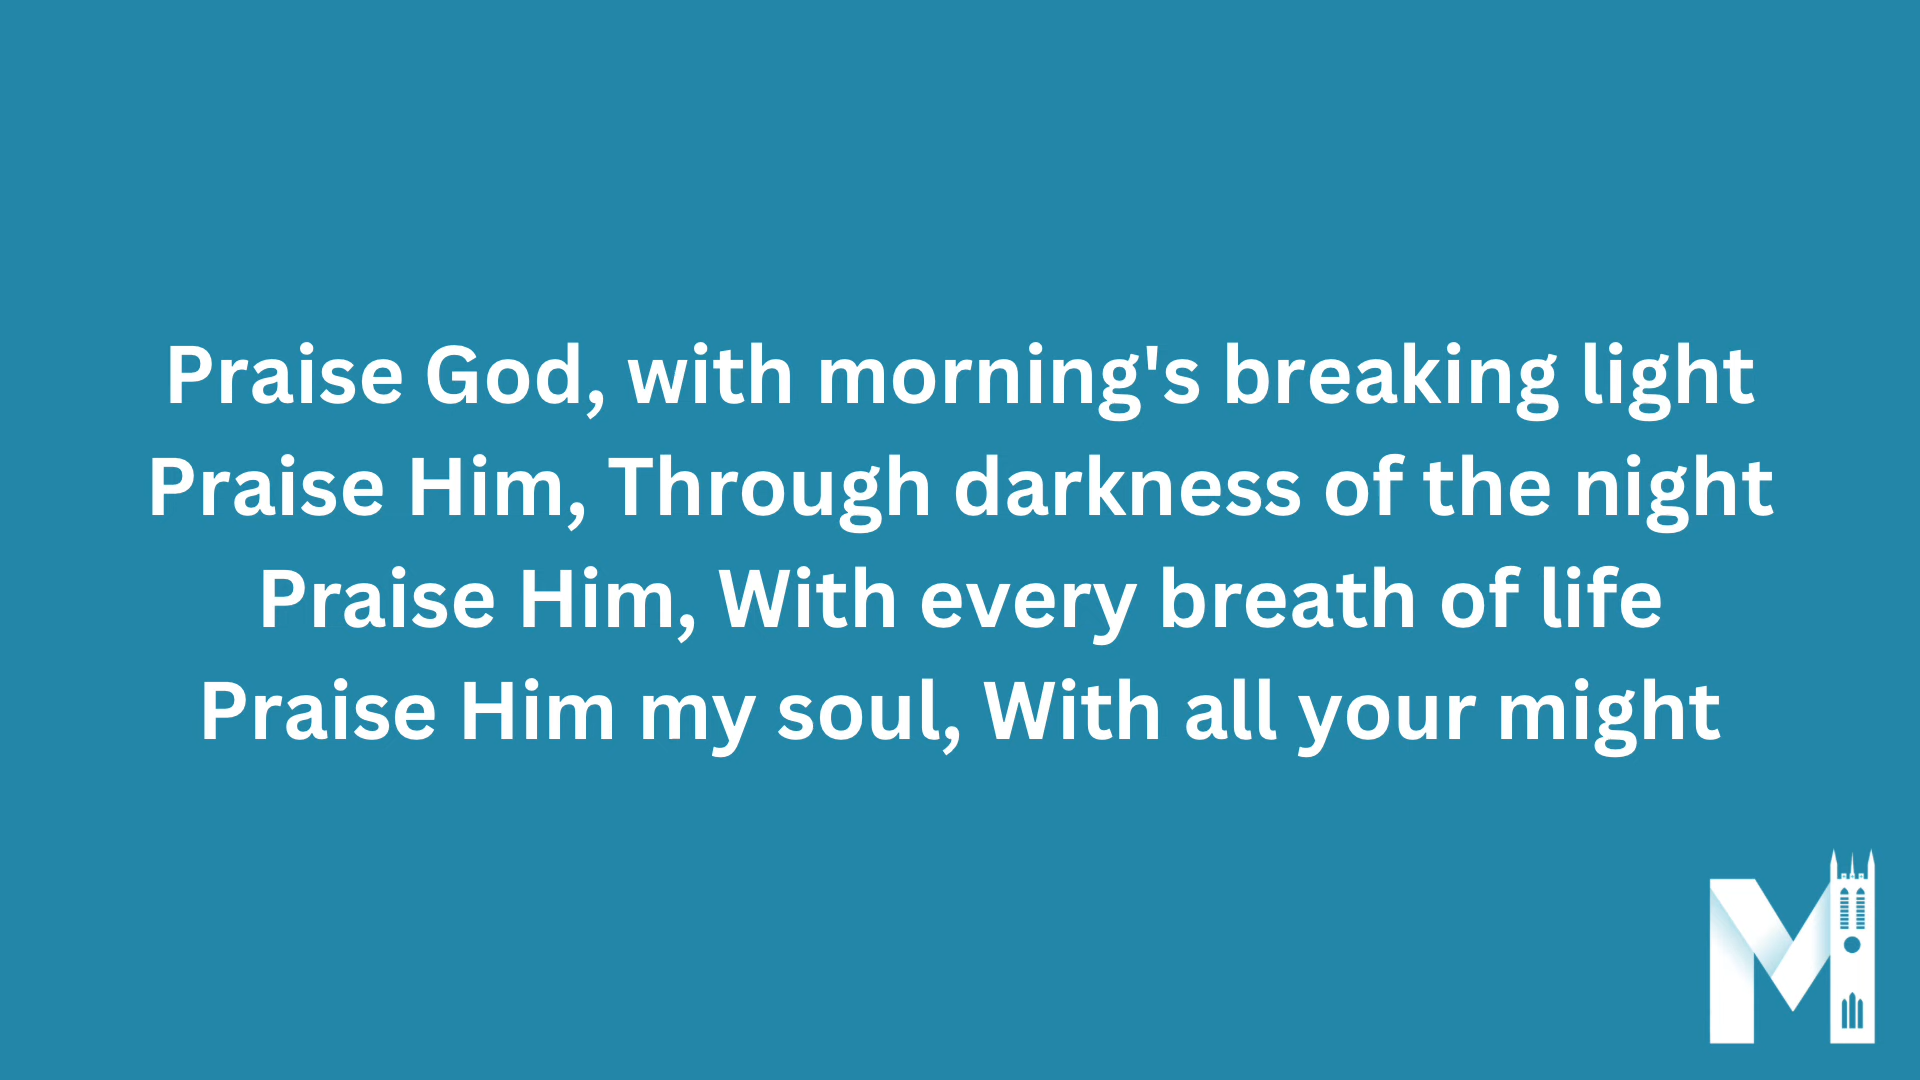 Praise God, with morning's breaking light
Praise Him, Through darkness of the night
Praise Him, With every breath of life
Praise Him my soul, With all your might
M